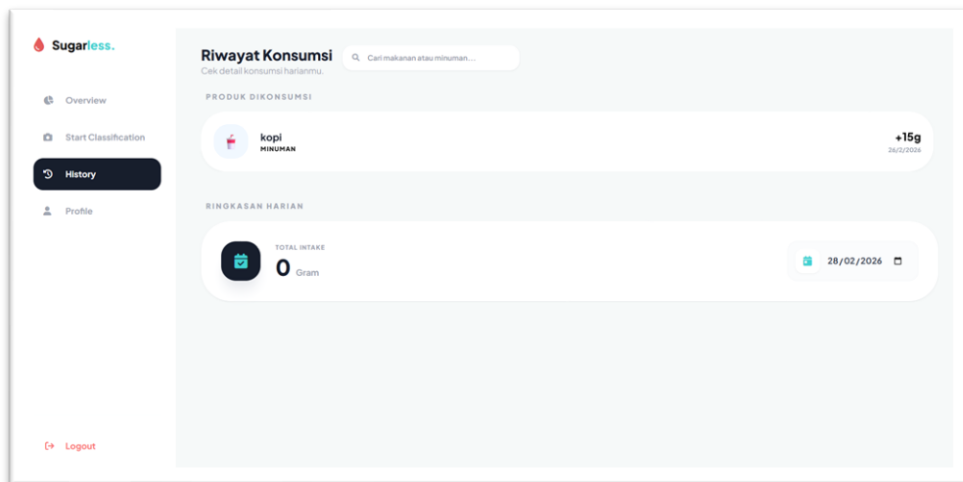 Sugarless.
Overview
Start Classification
History
Profile
Logout
Riwayat Konsumsi
Cari makanan atau minuman...
Cek detail konsumsi harianmu.
PRODUK DIKONSUMSI
kopi
MINUMAN
+15g
26/2/2026
RINGKASAN HARIAN
TOTAL INTAKE
0 Gram
28/02/2026